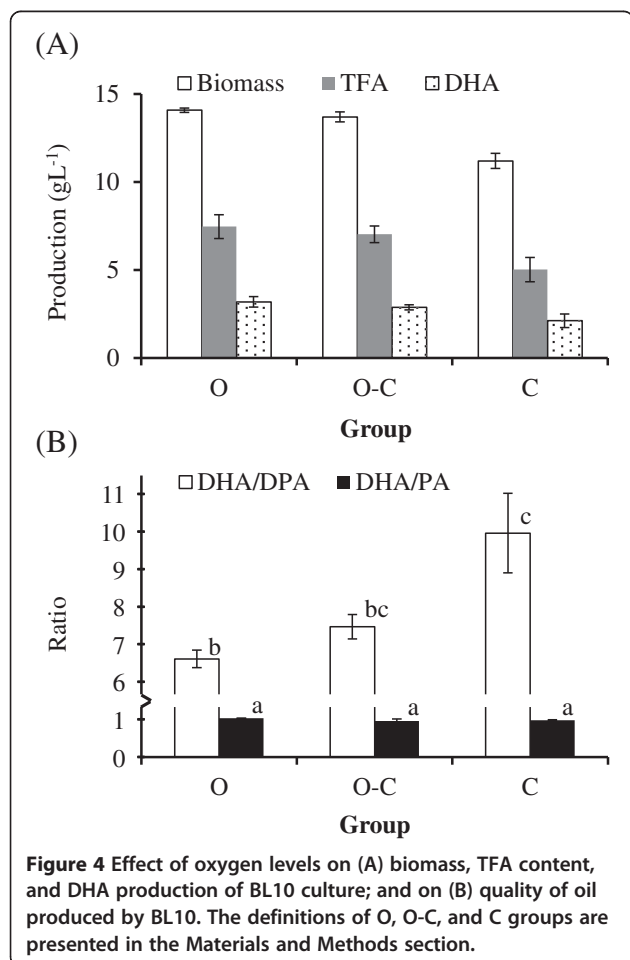 (A)
Biomass TFA DHA
15
10
5
0
Production (gL⁻¹)
O O-C C
Group
(B)
DHA/DPA DHA/PA
11
10
9
8
7
6
1
0
Ratio
b a bc a c a
O O-C C
Group
Figure 4 Effect of oxygen levels on (A) biomass, TFA content,
and DHA production of BL10 culture; and on (B) quality of oil
produced by BL10. The definitions of O, O-C, and C groups are
presented in the Materials and Methods section.